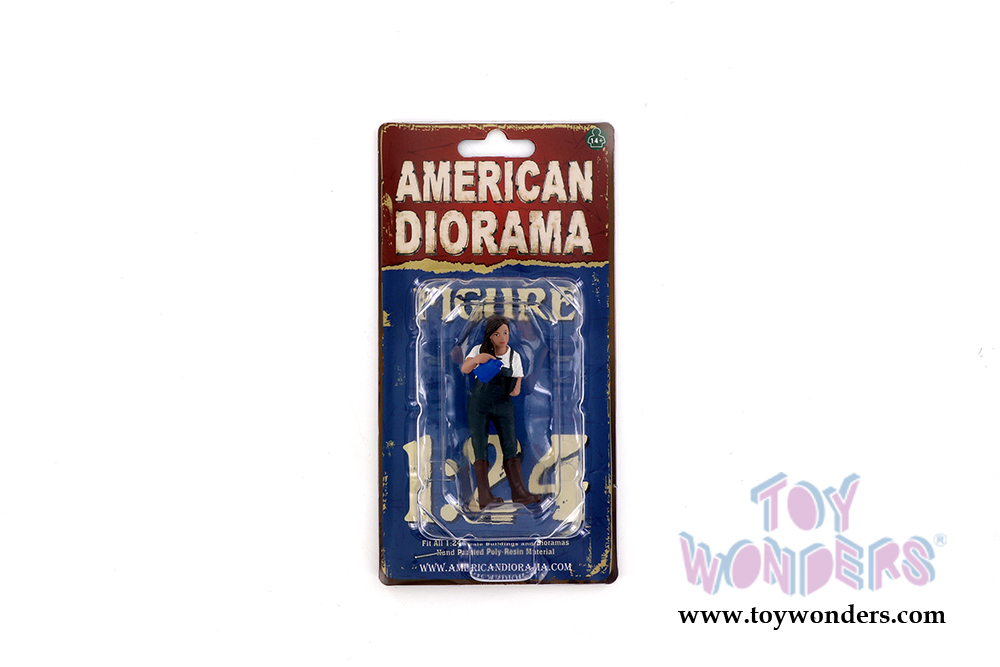 14+
AMERICAN
DIORAMA
FIGURE
1:24
Fit All 1:24 Scale Buildings and Dioramas
Hand Painted Poly-Resin Material
WWW.AMERICANDIORAMA.COM
TOY
WONDERS®
www.toywonders.com